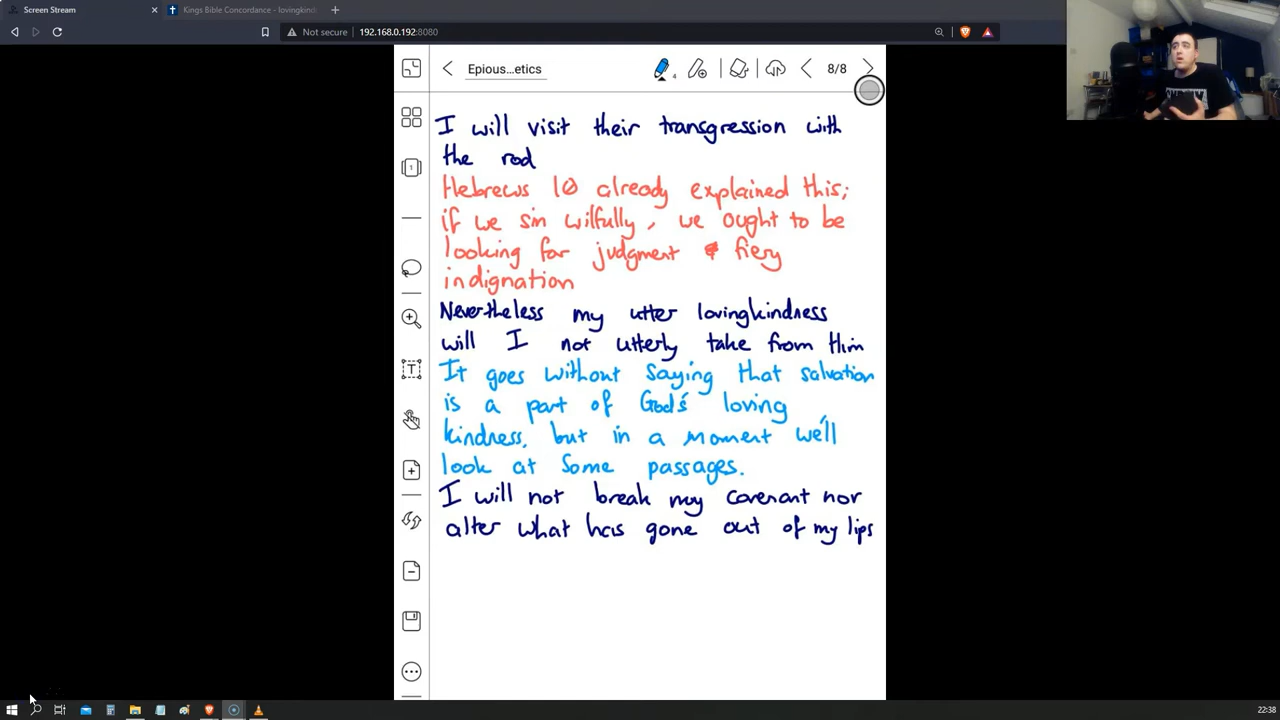 Screen Stream
Kings Bible Concordance - lovingkind
Not secure
192.168.0.192:8080
Epious...etics
4
8/8
1
T
I will visit their transgression with
the rod
Hebrews 10 already explained this;
if we sin wilfully, we ought to be
looking for judgment & fiery
indignation
Nevertheless my utter lovingkindness
will I not utterly take from Him
It goes without saying that salvation
is a part of God's loving
kindness, but in a moment we'll
look at some passages.
I will not break my covenant nor
alter what has gone out of my lips
22:38